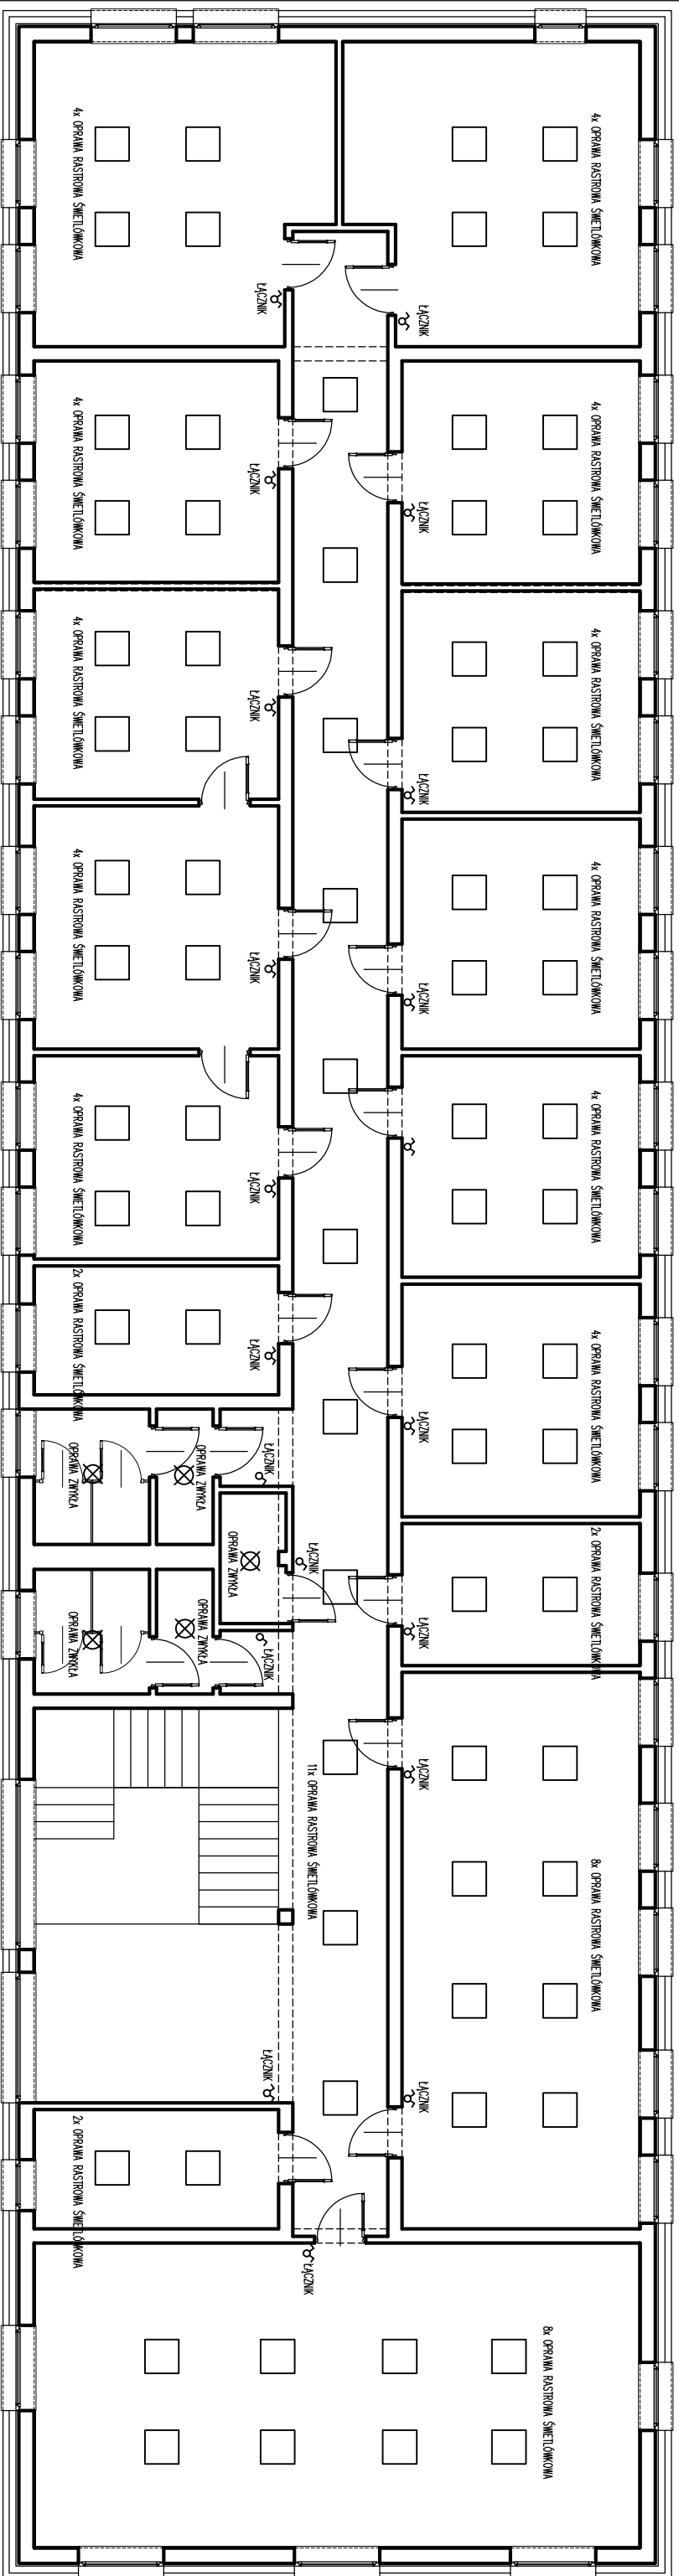 4x OPRAWA RASTROWA ŚWIETLÓWKOWA
4x OPRAWA RASTROWA ŚWIETLÓWKOWA
ŁĄCZNIK
ŁĄCZNIK
4x OPRAWA RASTROWA ŚWIETLÓWKOWA
4x OPRAWA RASTROWA ŚWIETLÓWKOWA
ŁĄCZNIK
ŁĄCZNIK
4x OPRAWA RASTROWA ŚWIETLÓWKOWA
4x OPRAWA RASTROWA ŚWIETLÓWKOWA
ŁĄCZNIK
ŁĄCZNIK
4x OPRAWA RASTROWA ŚWIETLÓWKOWA
4x OPRAWA RASTROWA ŚWIETLÓWKOWA
ŁĄCZNIK
ŁĄCZNIK
4x OPRAWA RASTROWA ŚWIETLÓWKOWA
4x OPRAWA RASTROWA ŚWIETLÓWKOWA
ŁĄCZNIK
2x OPRAWA RASTROWA ŚWIETLÓWKOWA
4x OPRAWA RASTROWA ŚWIETLÓWKOWA
ŁĄCZNIK
ŁĄCZNIK
OPRAWA ZWYKŁA
OPRAWA ZWYKŁA
ŁĄCZNIK
OPRAWA ZWYKŁA
ŁĄCZNIK
2x OPRAWA RASTROWA ŚWIETLÓWKOWA
OPRAWA ZWYKŁA
OPRAWA ZWYKŁA
ŁĄCZNIK
ŁĄCZNIK
ŁĄCZNIK
11x OPRAWA RASTROWA ŚWIETLÓWKOWA
8x OPRAWA RASTROWA ŚWIETLÓWKOWA
ŁĄCZNIK
ŁĄCZNIK
2x OPRAWA RASTROWA ŚWIETLÓWKOWA
ŁĄCZNIK
8x OPRAWA RASTROWA ŚWIETLÓWKOWA